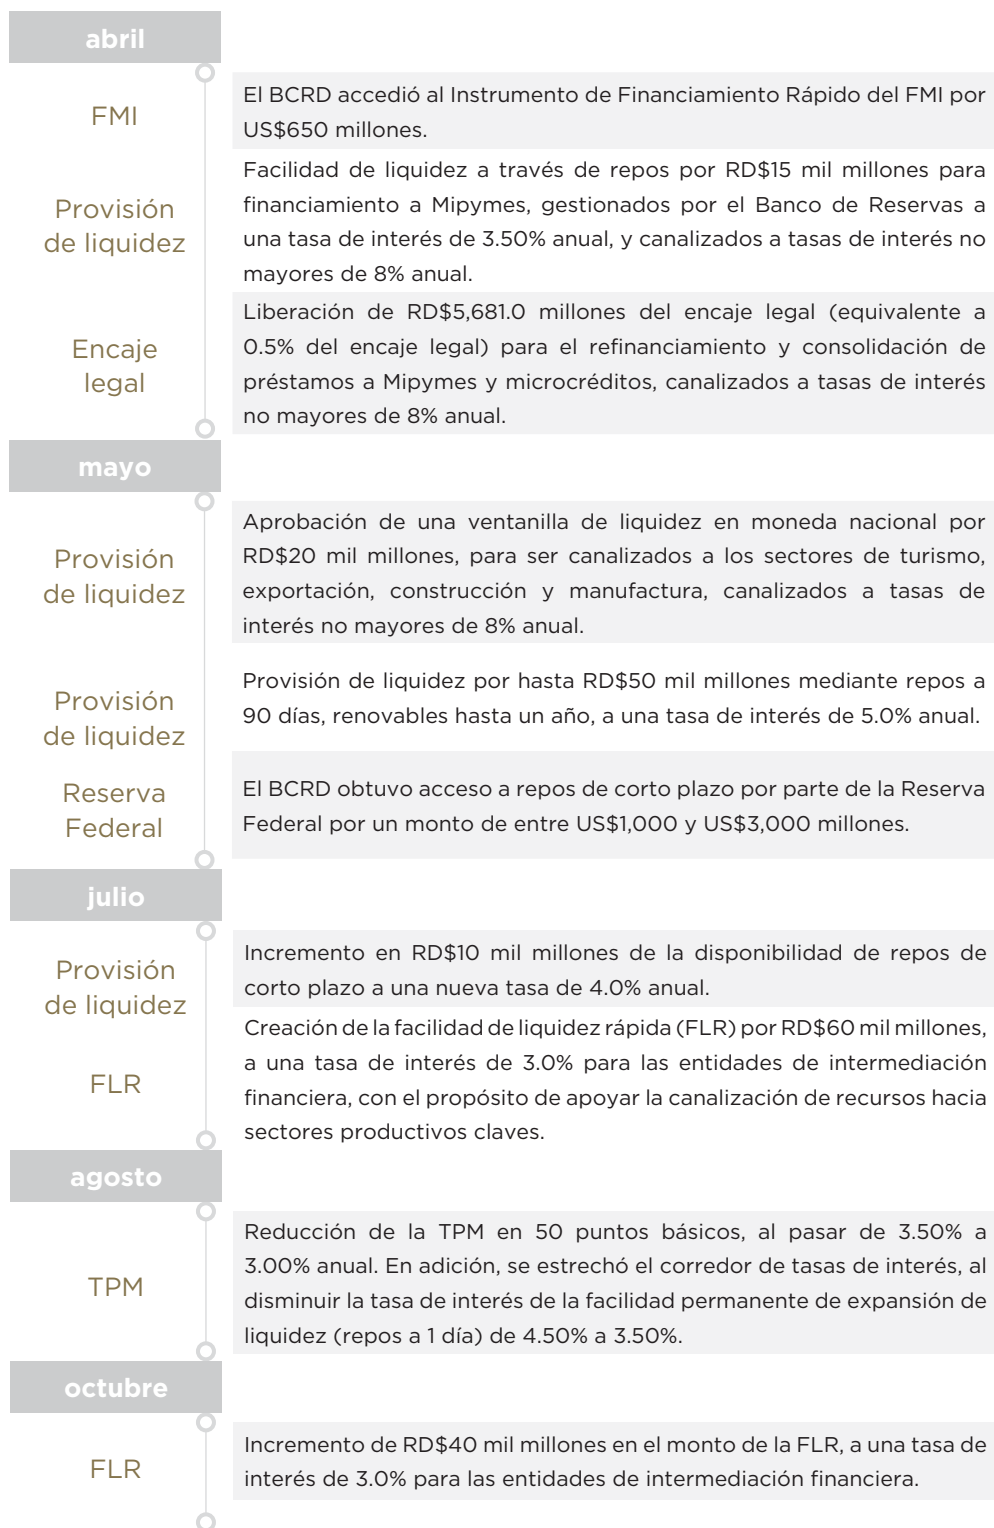 abril
FMI
El BCRD accedió al Instrumento de Financiamiento Rápido del FMI por
US$650 millones.
Provisión
de liquidez
Facilidad de liquidez a través de repos por RD$15 mil millones para
financiamiento a Mipymes, gestionados por el Banco de Reservas a
una tasa de interés de 3.50% anual, y canalizados a tasas de interés no
mayores de 8% anual.
Encaje
legal
Liberación de RD$5,681.0 millones del encaje legal (equivalente a
0.5% del encaje legal) para el refinanciamiento y consolidación de
préstamos a Mipymes y microcréditos, canalizados a tasas de interés
no mayores de 8% anual.
mayo
Provisión
de liquidez
Aprobación de una ventanilla de liquidez en moneda nacional por
RD$20 mil millones, para ser canalizados a los sectores de turismo,
exportación, construcción y manufactura, canalizados a tasas de
interés no mayores de 8% anual.
Provisión
de liquidez
Provisión de liquidez por hasta RD$50 mil millones mediante repos a
90 días, renovables hasta un año, a una tasa de interés de 5.0% anual.
Reserva
Federal
El BCRD obtuvo acceso a repos de corto plazo por parte de la Reserva
Federal por un monto de entre US$1,000 y US$3,000 millones.
julio
Provisión
de liquidez
Incremento en RD$10 mil millones de la disponibilidad de repos de
corto plazo a una nueva tasa de 4.0% anual.
FLR
Creación de la facilidad de liquidez rápida (FLR) por RD$60 mil millones,
a una tasa de interés de 3.0% para las entidades de intermediación
financiera, con el propósito de apoyar la canalización de recursos hacia
sectores productivos claves.
agosto
TPM
Reducción de la TPM en 50 puntos básicos, al pasar de 3.50% a
3.00% anual. En adición, se estrechó el corredor de tasas de interés, al
disminuir la tasa de interés de la facilidad permanente de expansión de
liquidez (repos a 1 día) de 4.50% a 3.50%.
octubre
FLR
Incremento de RD$40 mil millones en el monto de la FLR, a una tasa de
interés de 3.0% para las entidades de intermediación financiera.